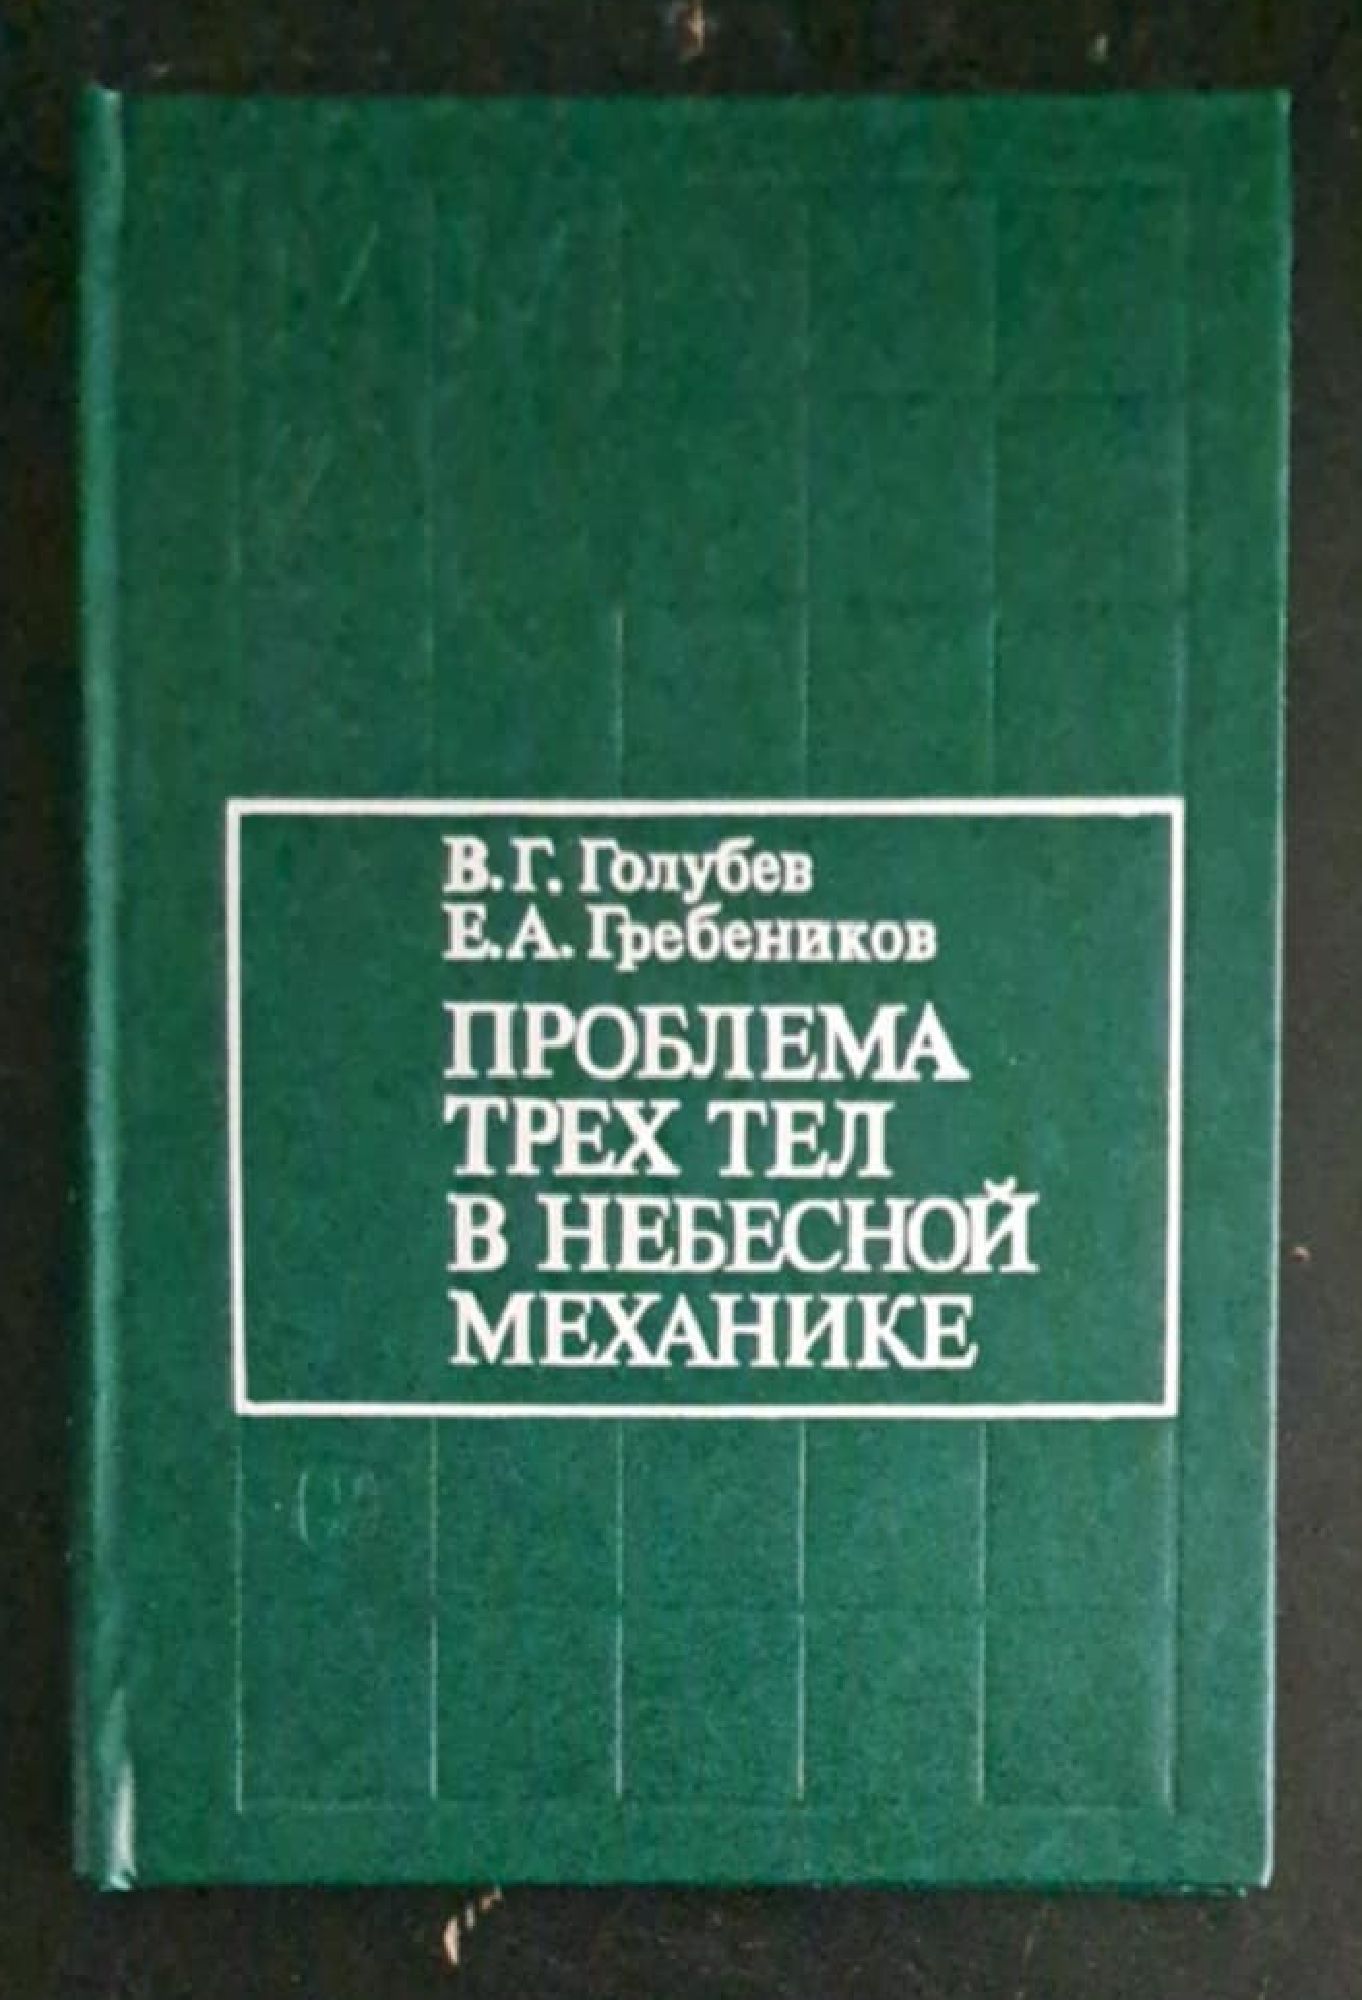 В.Г. Голубев
Е.А. Гребеников
ПРОБЛЕМА
ТРЕХ ТЕЛ
В НЕБЕСНОЙ
МЕХАНИКЕ